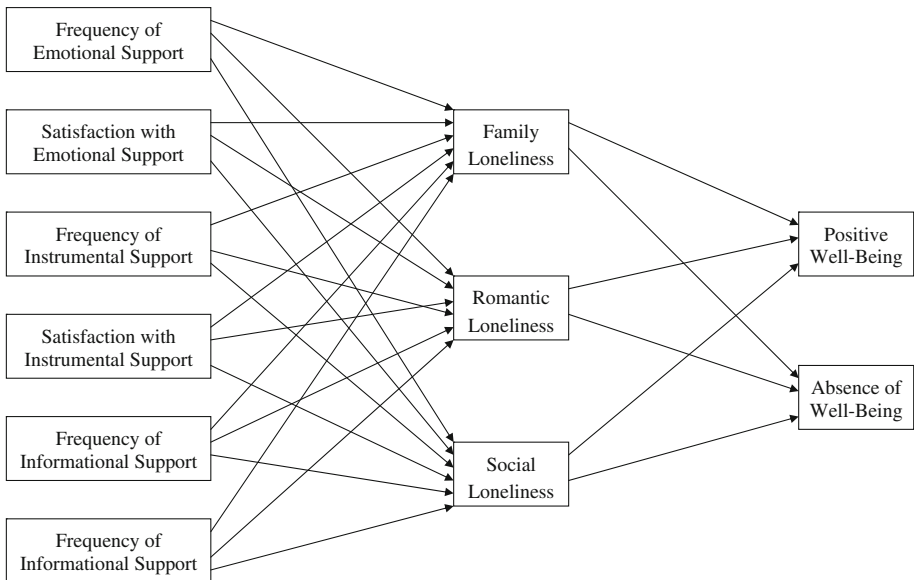 Frequency of
Emotional Support
Satisfaction with
Emotional Support
Frequency of
Instrumental Support
Satisfaction with
Instrumental Support
Frequency of
Informational Support
Frequency of
Informational Support
Family
Loneliness
Romantic
Loneliness
Social
Loneliness
Positive
Well-Being
Absence of
Well-Being